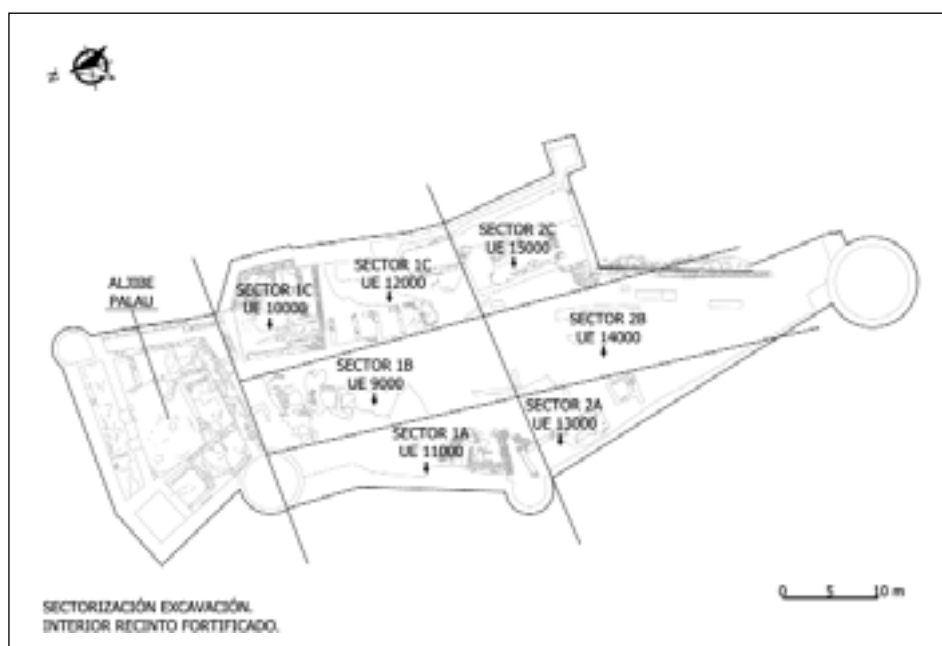 N
SECTOR 2C
UE 15000
SECTOR 1C
UE 12000
ALJIBE
PALAU
SECTOR 1C
UE 10000
SECTOR 2B
UE 14000
SECTOR 1B
UE 9000
SECTOR 2A
UE 13000
SECTOR 1A
UE 11000
0 5 10 m
SECTORIZACIÓN EXCAVACIÓN.
INTERIOR RECINTO FORTIFICADO.